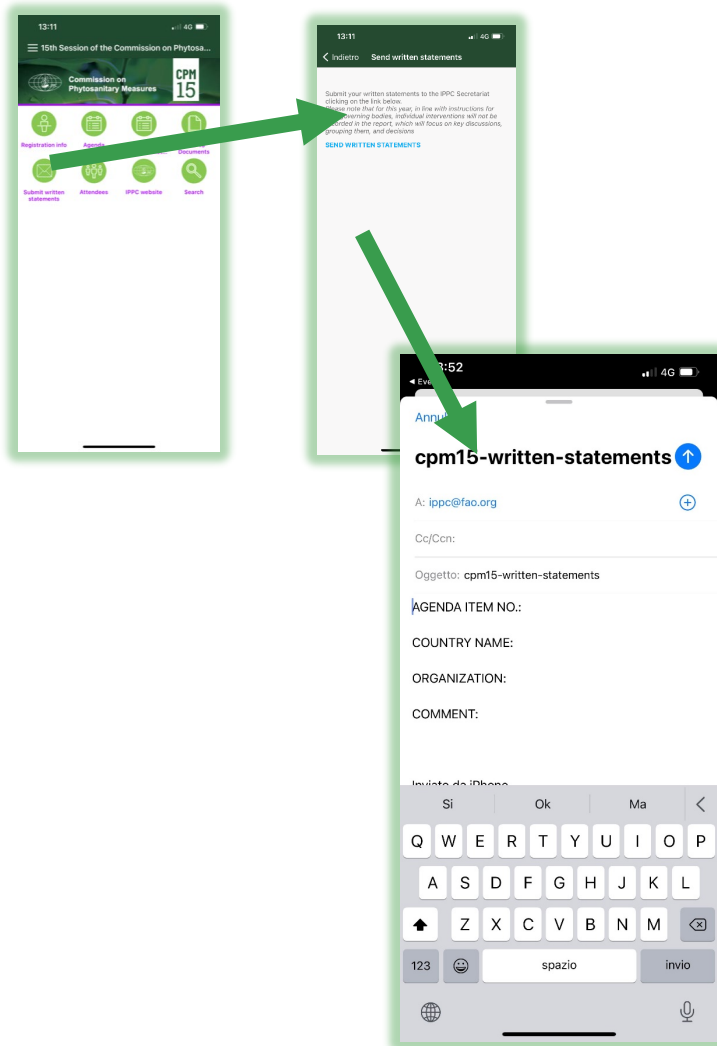 13:11
4G
15th Session of the Commission on Phytosa...
Commission on
Phytosanitary Measures
CPM
15
Registration info
Agenda
Documents
Submit written
statements
Attendees
IPPC website
Search
13:11
4G
Indietro Send written statements
Submit your written statements to the IPPC Secretariat
clicking on the link below.
Please note that for this year, in line with instructions for
governing bodies, individual interventions will not be
recorded in the report, which will focus on key discussions,
grouping them, and decisions
SEND WRITTEN STATEMENTS
:52
4G
Annu
cpm15-written-statements
A: ippc@fao.org
Cc/Ccn:
Oggetto: cpm15-written-statements
AGENDA ITEM NO.:
COUNTRY NAME:
ORGANIZATION:
COMMENT:
Inviato da iPhone
Si Ok Ma
Q W E R T Y U I O P
A S D F G H J K L
Z X C V B N M
123 spazio invio